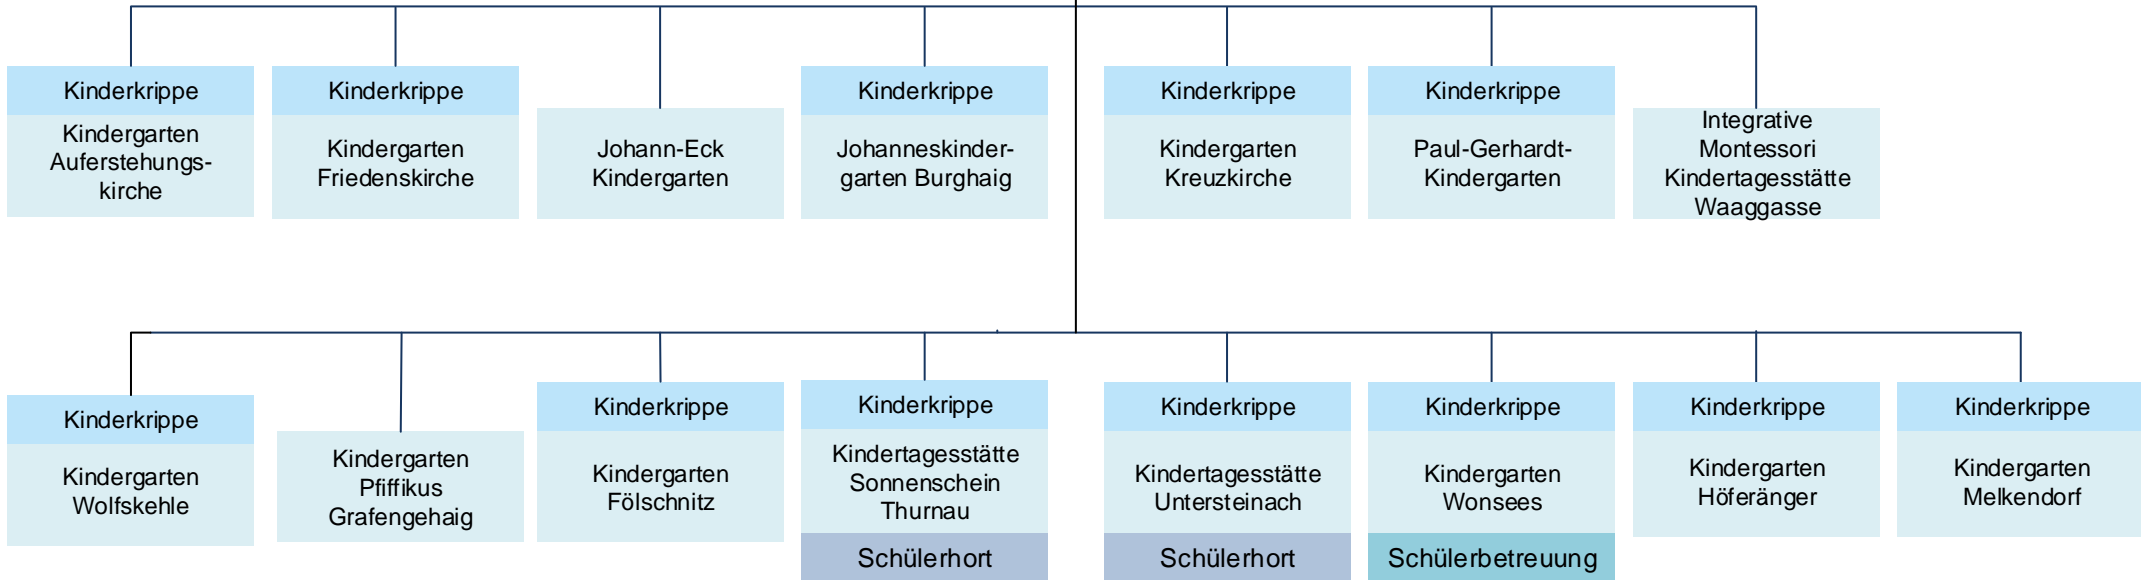 Kinderkrippe
Kindergarten
Auferstehungs-
kirche
Kinderkrippe
Kindergarten
Friedenskirche
Johann-Eck
Kindergarten
Kinderkrippe
Johanneskinder-
garten Burghaig
Kinderkrippe
Kindergarten
Kreuzkirche
Kinderkrippe
Paul-Gerhardt-
Kindergarten
Integrative
Montessori
Kindertagesstätte
Waaggasse
Kinderkrippe
Kindergarten
Wolfskehle
Kindergarten
Pfiffikus
Grafengehaig
Kinderkrippe
Kindergarten
Fölschnitz
Kinderkrippe
Kindertagesstätte
Sonnenschein
Thurnau
Schülerhort
Kinderkrippe
Kindertagesstätte
Untersteinach
Schülerhort
Kinderkrippe
Kindergarten
Wonsees
Schülerbetreuung
Kinderkrippe
Kindergarten
Höferänger
Kinderkrippe
Kindergarten
Melkendorf